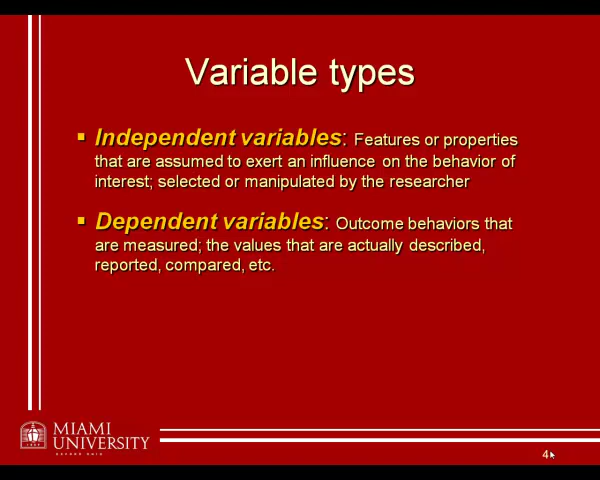 Variable types
▪ Independent variables: Features or properties
that are assumed to exert an influence on the behavior of
interest; selected or manipulated by the researcher
▪ Dependent variables: Outcome behaviors that
are measured; the values that are actually described,
reported, compared, etc.
MIAMI
UNIVERSITY
OXFORD OHIO
4